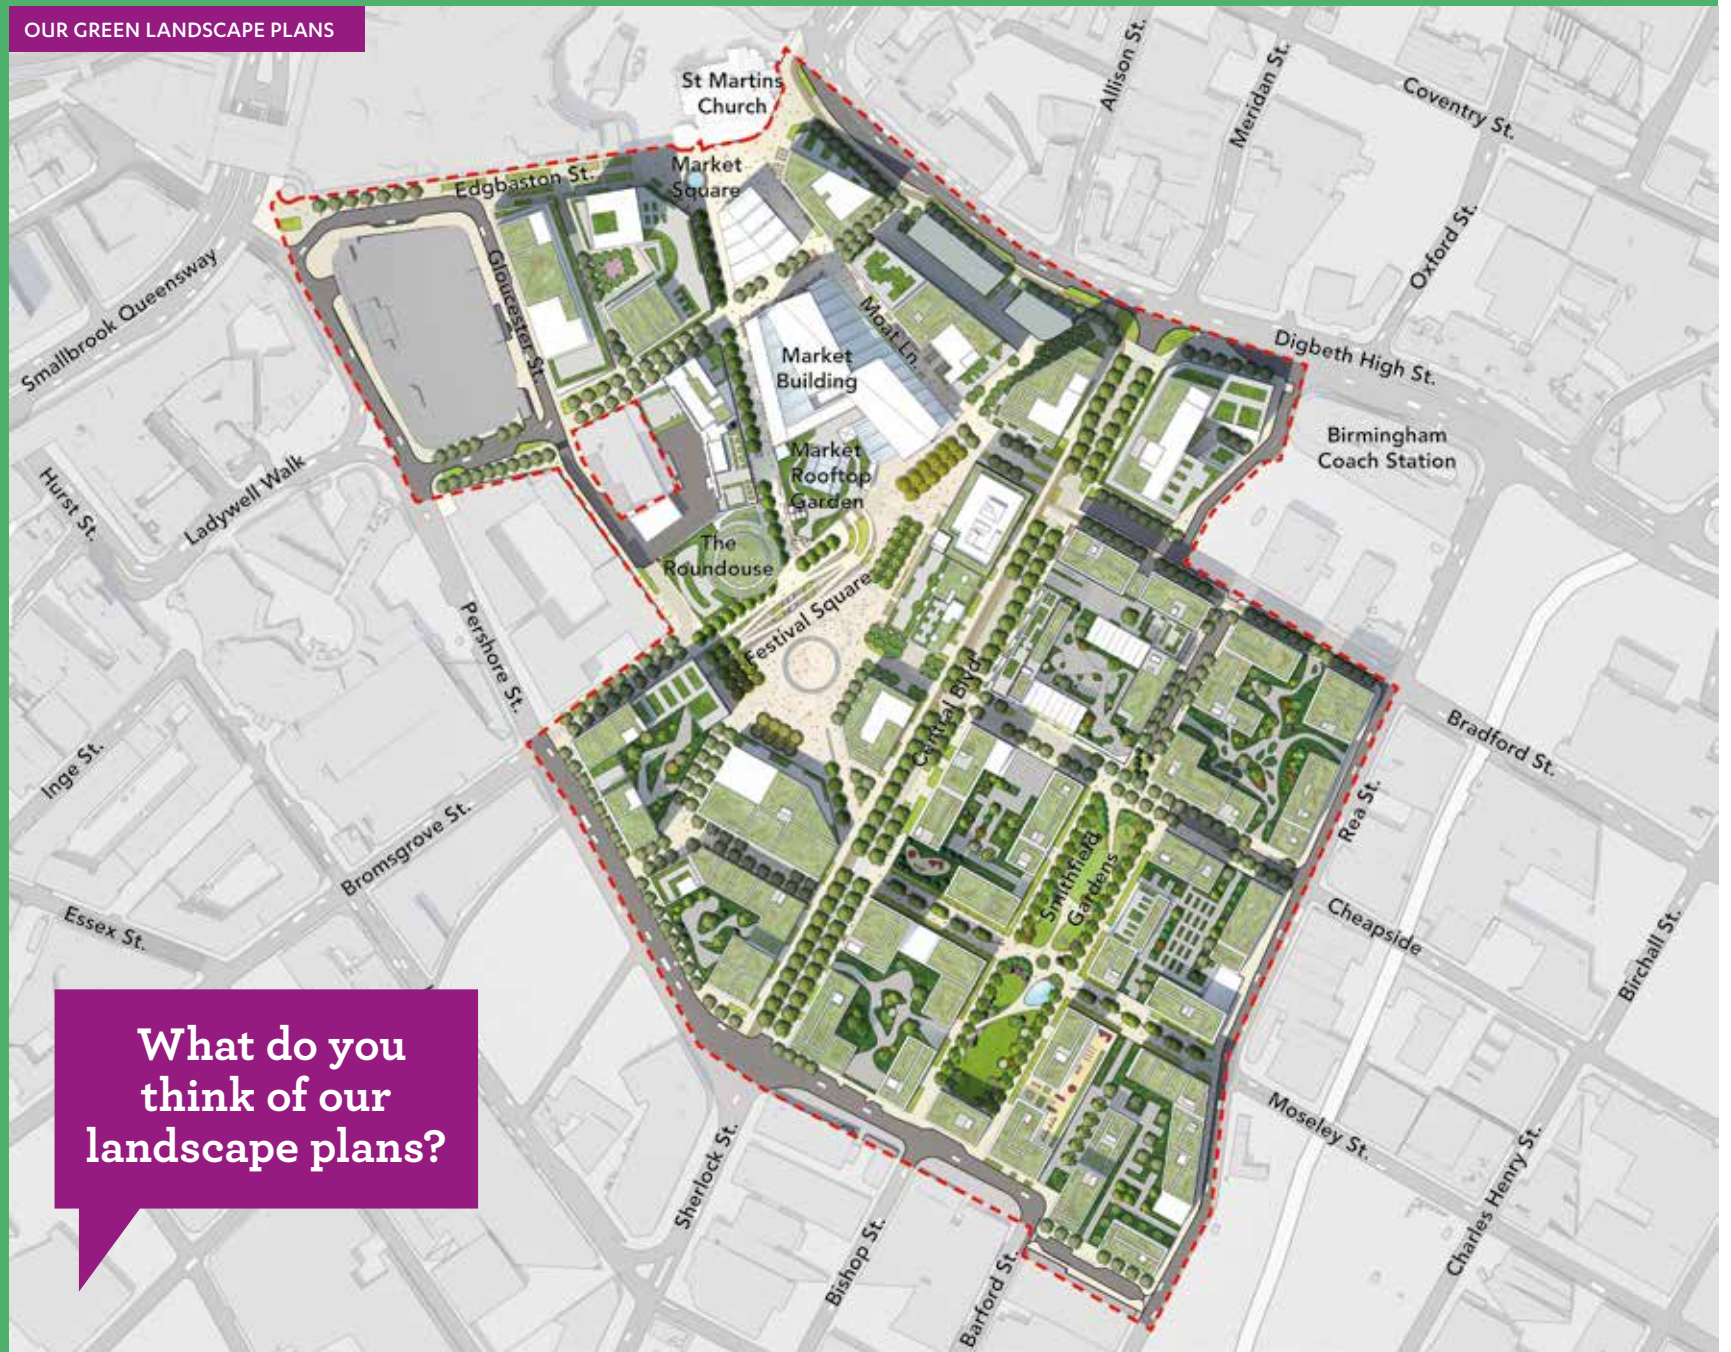 OUR GREEN LANDSCAPE PLANS
St Martins
Church
Allison St.
Meridan St.
Coventry St.
Market
Square
Edgbaston St.
Oxford St.
Smallbrook Queensway
Gloucester St.
Moat Ln.
Market
Building
Digbeth High St.
Birmingham
Coach Station
Market
Rooftop
Garden
Hurst St.
Ladywell Walk
The
Roundouse
Festival Square
Pershore St.
Central Blvd
Bradford St.
Inge St.
Rea St.
Bromsgrove St.
Smithfield
Gardens
Essex St.
Cheapside
Birchall St.
What do you
think of our
landscape plans?
Moseley St.
Sherlock St.
Charles Henry St.
Bishop St.
Barford St.